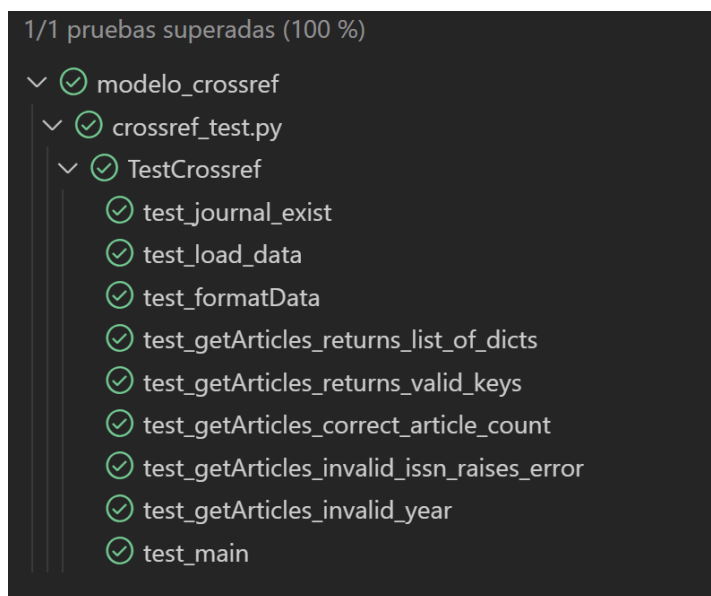 1/1 pruebas superadas (100 %)
modelo_crossref
crossref_test.py
TestCrossref
test_journal_exist
test_load_data
test_formatData
test_getArticles_returns_list_of_dicts
test_getArticles_returns_valid_keys
test_getArticles_correct_article_count
test_getArticles_invalid_issn_raises_error
test_getArticles_invalid_year
test_main